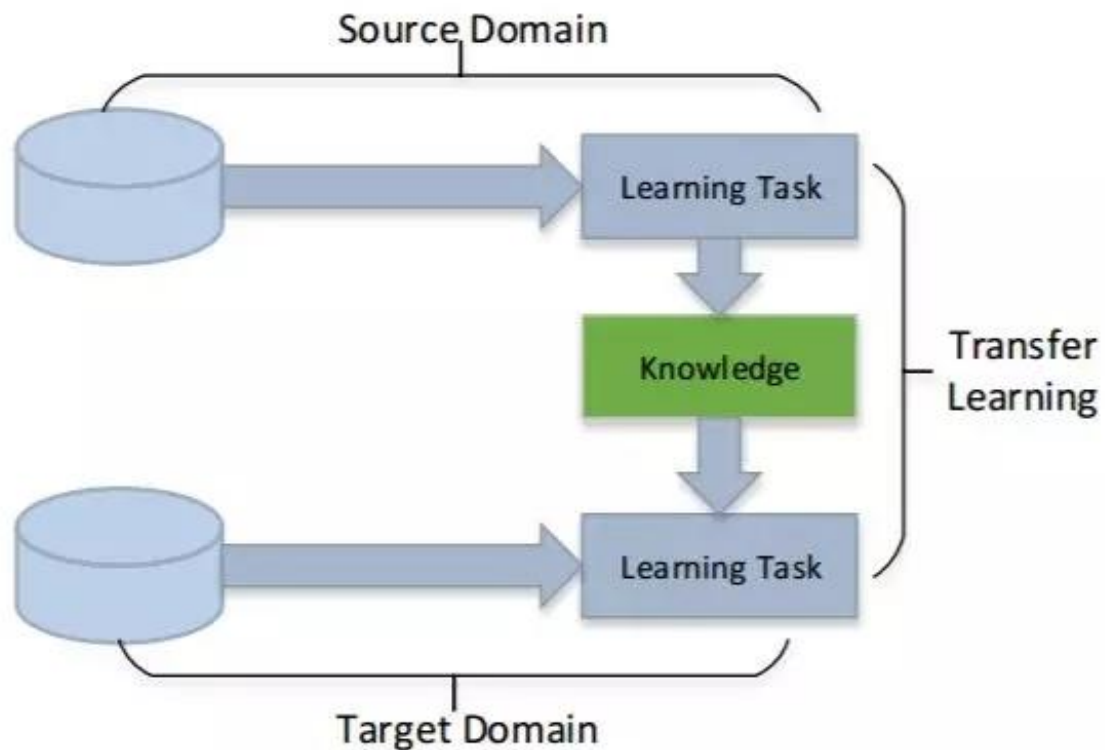 Source Domain
Learning Task
Knowledge
Transfer
Learning
Learning Task
Target Domain